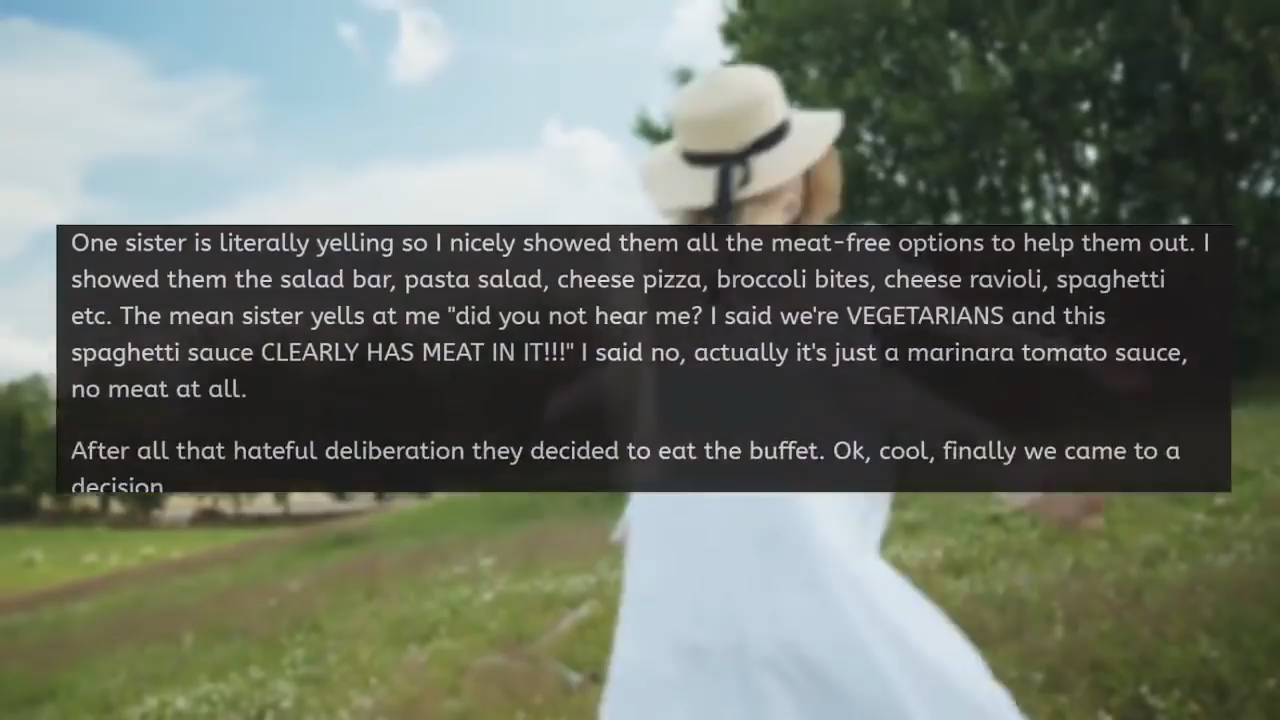 One sister is literally yelling so I nicely showed them all the meat-free options to help them out. I
showed them the salad bar, pasta salad, cheese pizza, broccoli bites, cheese ravioli, spaghetti
etc. The mean sister yells at me "did you not hear me? I said we're VEGETARIANS and this
spaghetti sauce CLEARLY HAS MEAT IN IT!!!" I said no, actually it's just a marinara tomato sauce,
no meat at all.
After all that hateful deliberation they decided to eat the buffet. Ok, cool, finally we came to a
decision